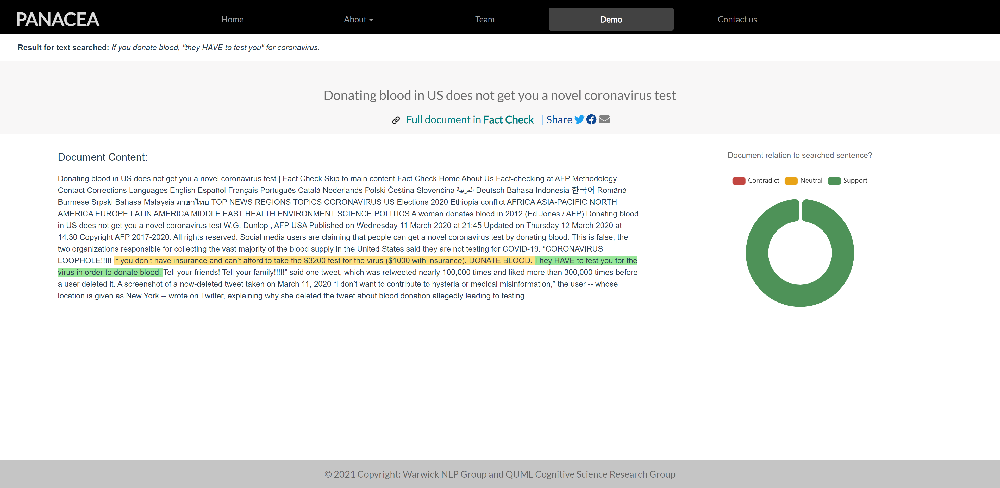 PANACEA
Home
About
Team
Demo
Contact us
Result for text searched: If you donate blood, "they HAVE to test you" for coronavirus.
Donating blood in US does not get you a novel coronavirus test
Full document in Fact Check | Share
Document Content:
Donating blood in US does not get you a novel coronavirus test | Fact Check Skip to main content Fact Check Home About Us Fact-checking at AFP Methodology
Contact Corrections Languages English Español Français Português Català Nederlands Polski Čeština Slovenčina العربية Deutsch Bahasa Indonesia 한국어 Română
Burmese Srpski Bahasa Malaysia ภาษาไทย TOP NEWS REGIONS TOPICS CORONAVIRUS US Elections 2020 Ethiopia conflict AFRICA ASIA-PACIFIC NORTH
AMERICA EUROPE LATIN AMERICA MIDDLE EAST HEALTH ENVIRONMENT SCIENCE POLITICS A woman donates blood in 2012 (Ed Jones / AFP) Donating blood
in US does not get you a novel coronavirus test W.G. Dunlop , AFP USA Published on Wednesday 11 March 2020 at 21:45 Updated on Thursday 12 March 2020 at
14:30 Copyright AFP 2017-2020. All rights reserved. Social media users are claiming that people can get a novel coronavirus test by donating blood. This is false; the
two organizations responsible for collecting the vast majority of the blood supply in the United States said they are not testing for COVID-19. “CORONAVIRUS
LOOPHOLE!!!!! If you don’t have insurance and can’t afford to take the $3200 test for the virus ($1000 with insurance), DONATE BLOOD. They HAVE to test you for the
virus in order to donate blood. Tell your friends! Tell your family!!!!!” said one tweet, which was retweeted nearly 100,000 times and liked more than 300,000 times before
a user deleted it. A screenshot of a now-deleted tweet taken on March 11, 2020 “I don’t want to contribute to hysteria or medical misinformation,” the user -- whose
location is given as New York -- wrote on Twitter, explaining why she deleted the tweet about blood donation allegedly leading to testing
Document relation to searched sentence?
Contradict
Neutral
Support
© 2021 Copyright: Warwick NLP Group and QUML Cognitive Science Research Group